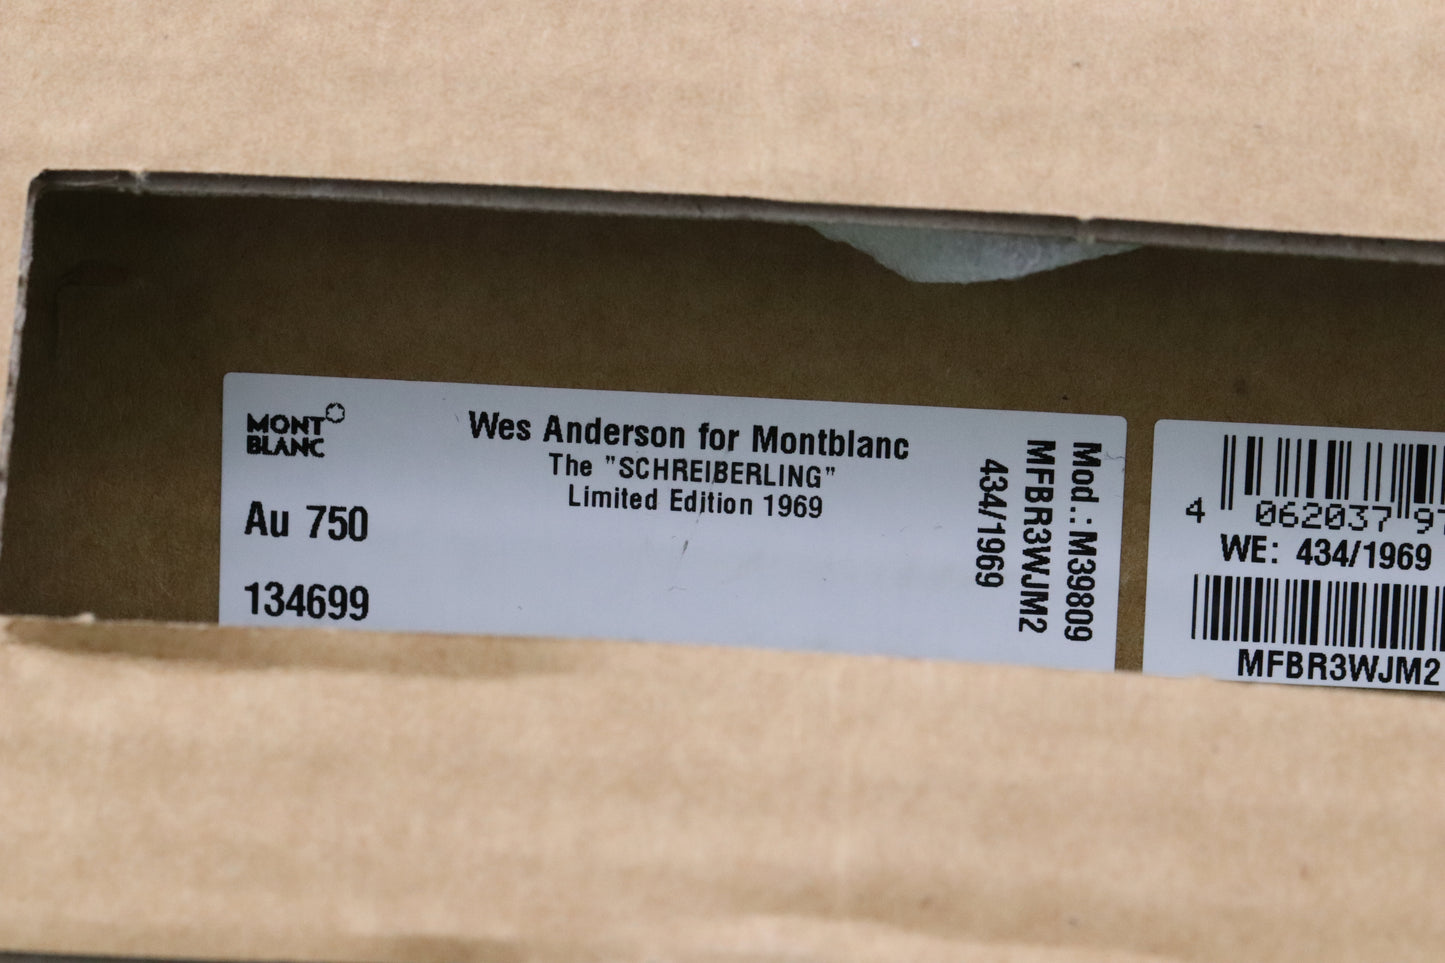 MONT
BLANC
Wes Anderson for Montblanc
The "SCHREIBERLING"
Limited Edition 1969
Au 750
134699
Mod.: M39809
MFBR3WJM2
434/1969
4 062037 97
WE: 434/1969
MFBR3WJM2